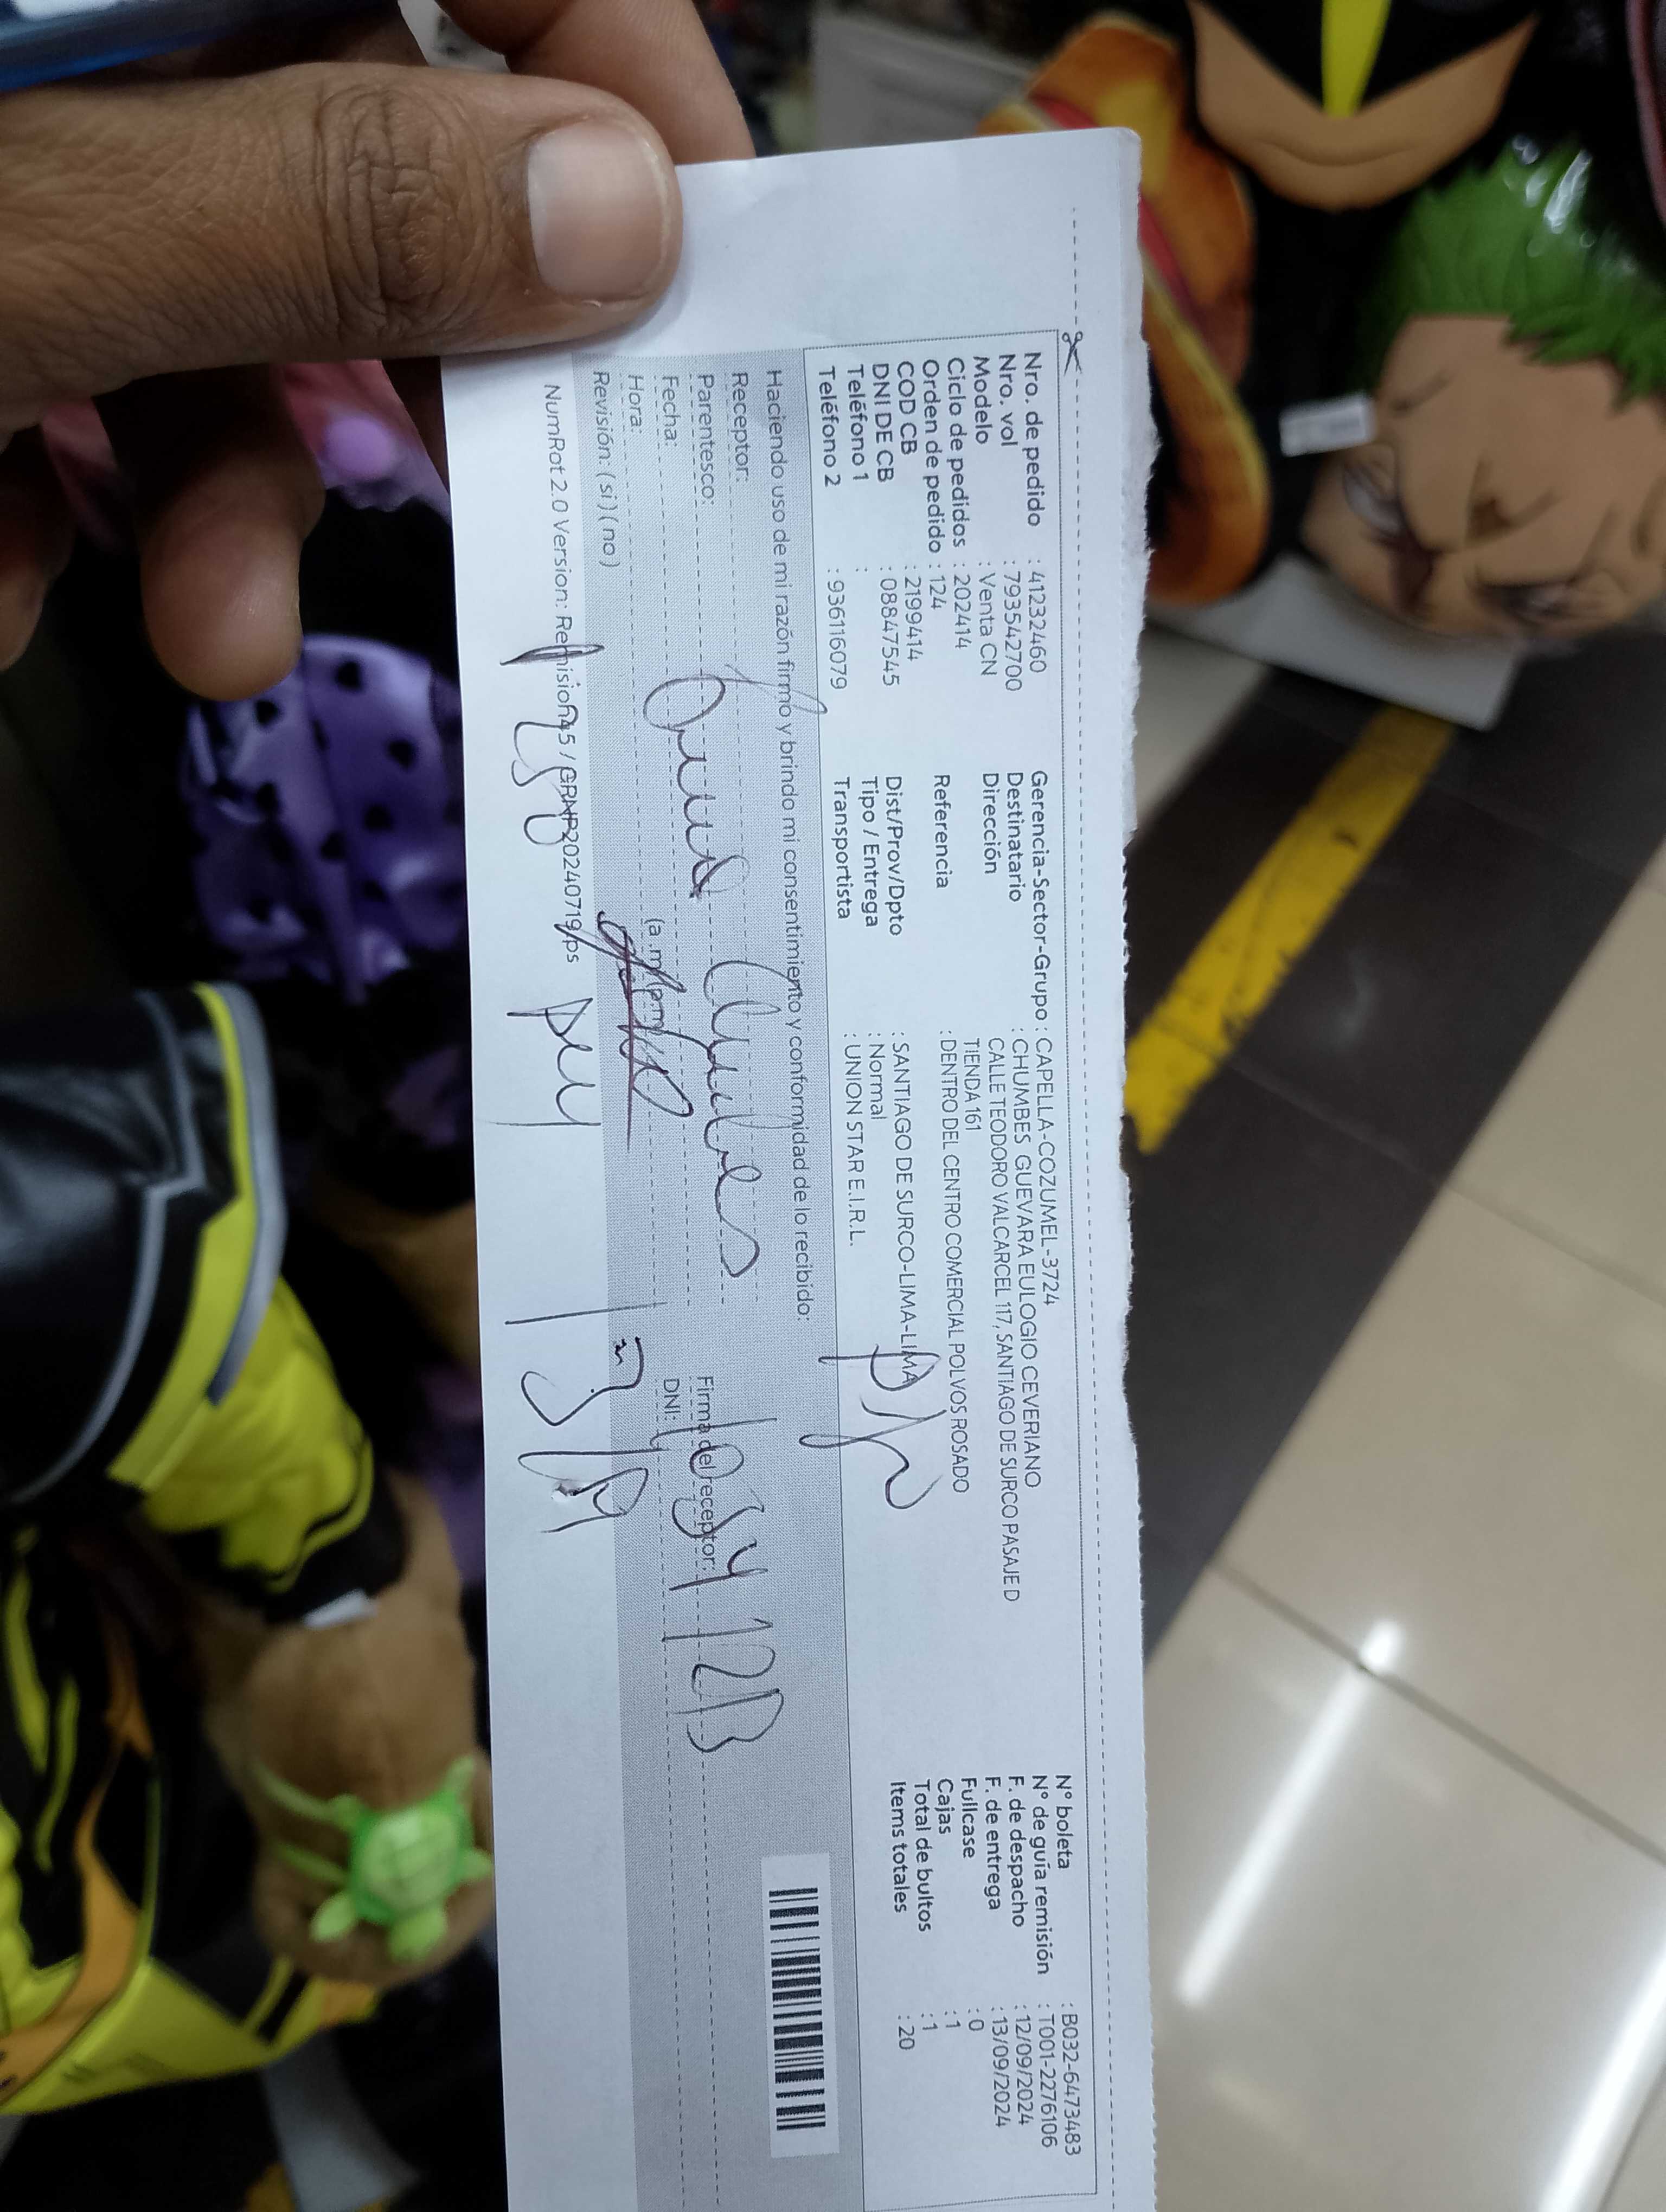 Nro. de pedido : 41232460
Nro. vol : 793542700
Modelo : Venta CN
Ciclo de pedidos : 202414
Orden de pedido : 124
COD CB : 2199414
DNI DE CB : 08847545
Teléfono 1 :
Teléfono 2 : 936116079
Gerencia-Sector-Grupo : CAPELLA-COZUMEL-3724
Destinatario : CHUMBES GUEVARA EULOGIO CEVERIANO
Dirección CALLE TEODORO VALCARCEL 117, SANTIAGO DE SURCO PASAJE D
TIENDA 161
Referencia : DENTRO DEL CENTRO COMERCIAL POLVOS ROSADO
Dist/Prov/Dpto : SANTIAGO DE SURCO-LIMA-LIMA
Tipo / Entrega : Normal
Transportista : UNION STAR E.I.R.L.
N° boleta : B032-6473483
N° de guía remisión : T001-2276106
F. de despacho : 12/09/2024
F. de entrega : 13/09/2024
Fullcase : 0
Cajas : 1
Total de bultos : 1
Items totales : 20
Haciendo uso de mi razón firmo y brindo mi consentimiento y conformidad de lo recibido:
Receptor:
Parentesco:
Fecha:
Hora: (a.m/p.m)
Revisión: (si) (no)
Firma del receptor:
DNI:
NumRot 2.0 Version: Remision45 / GRNP20240719/ps